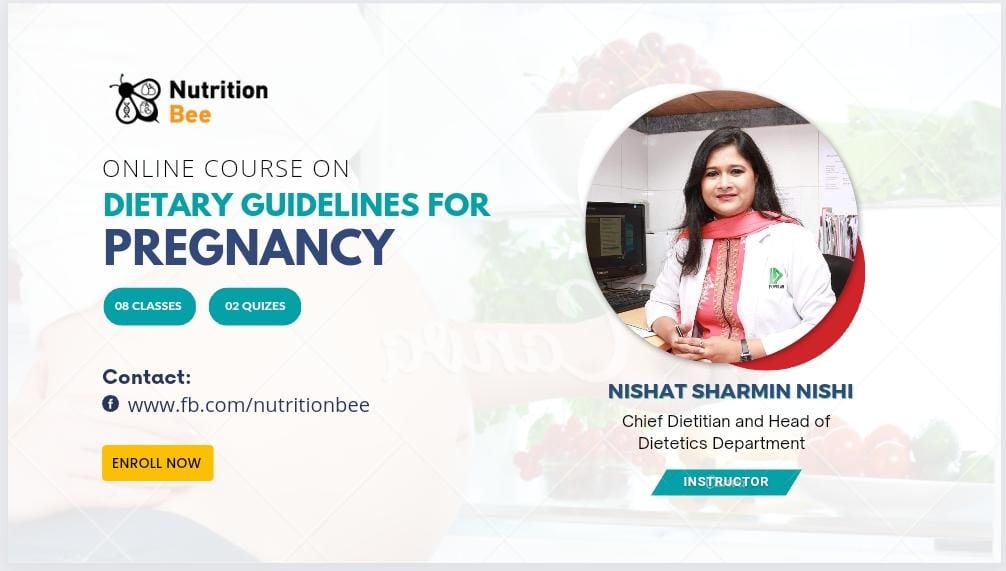 Nutrition
Bee
ONLINE COURSE ON
DIETARY GUIDELINES FOR
PREGNANCY
08 CLASSES
02 QUIZES
Contact:
www.fb.com/nutritionbee
ENROLL NOW
NISHAT SHARMIN NISHI
Chief Dietitian and Head of
Dietetics Department
INSTRUCTOR
Canva